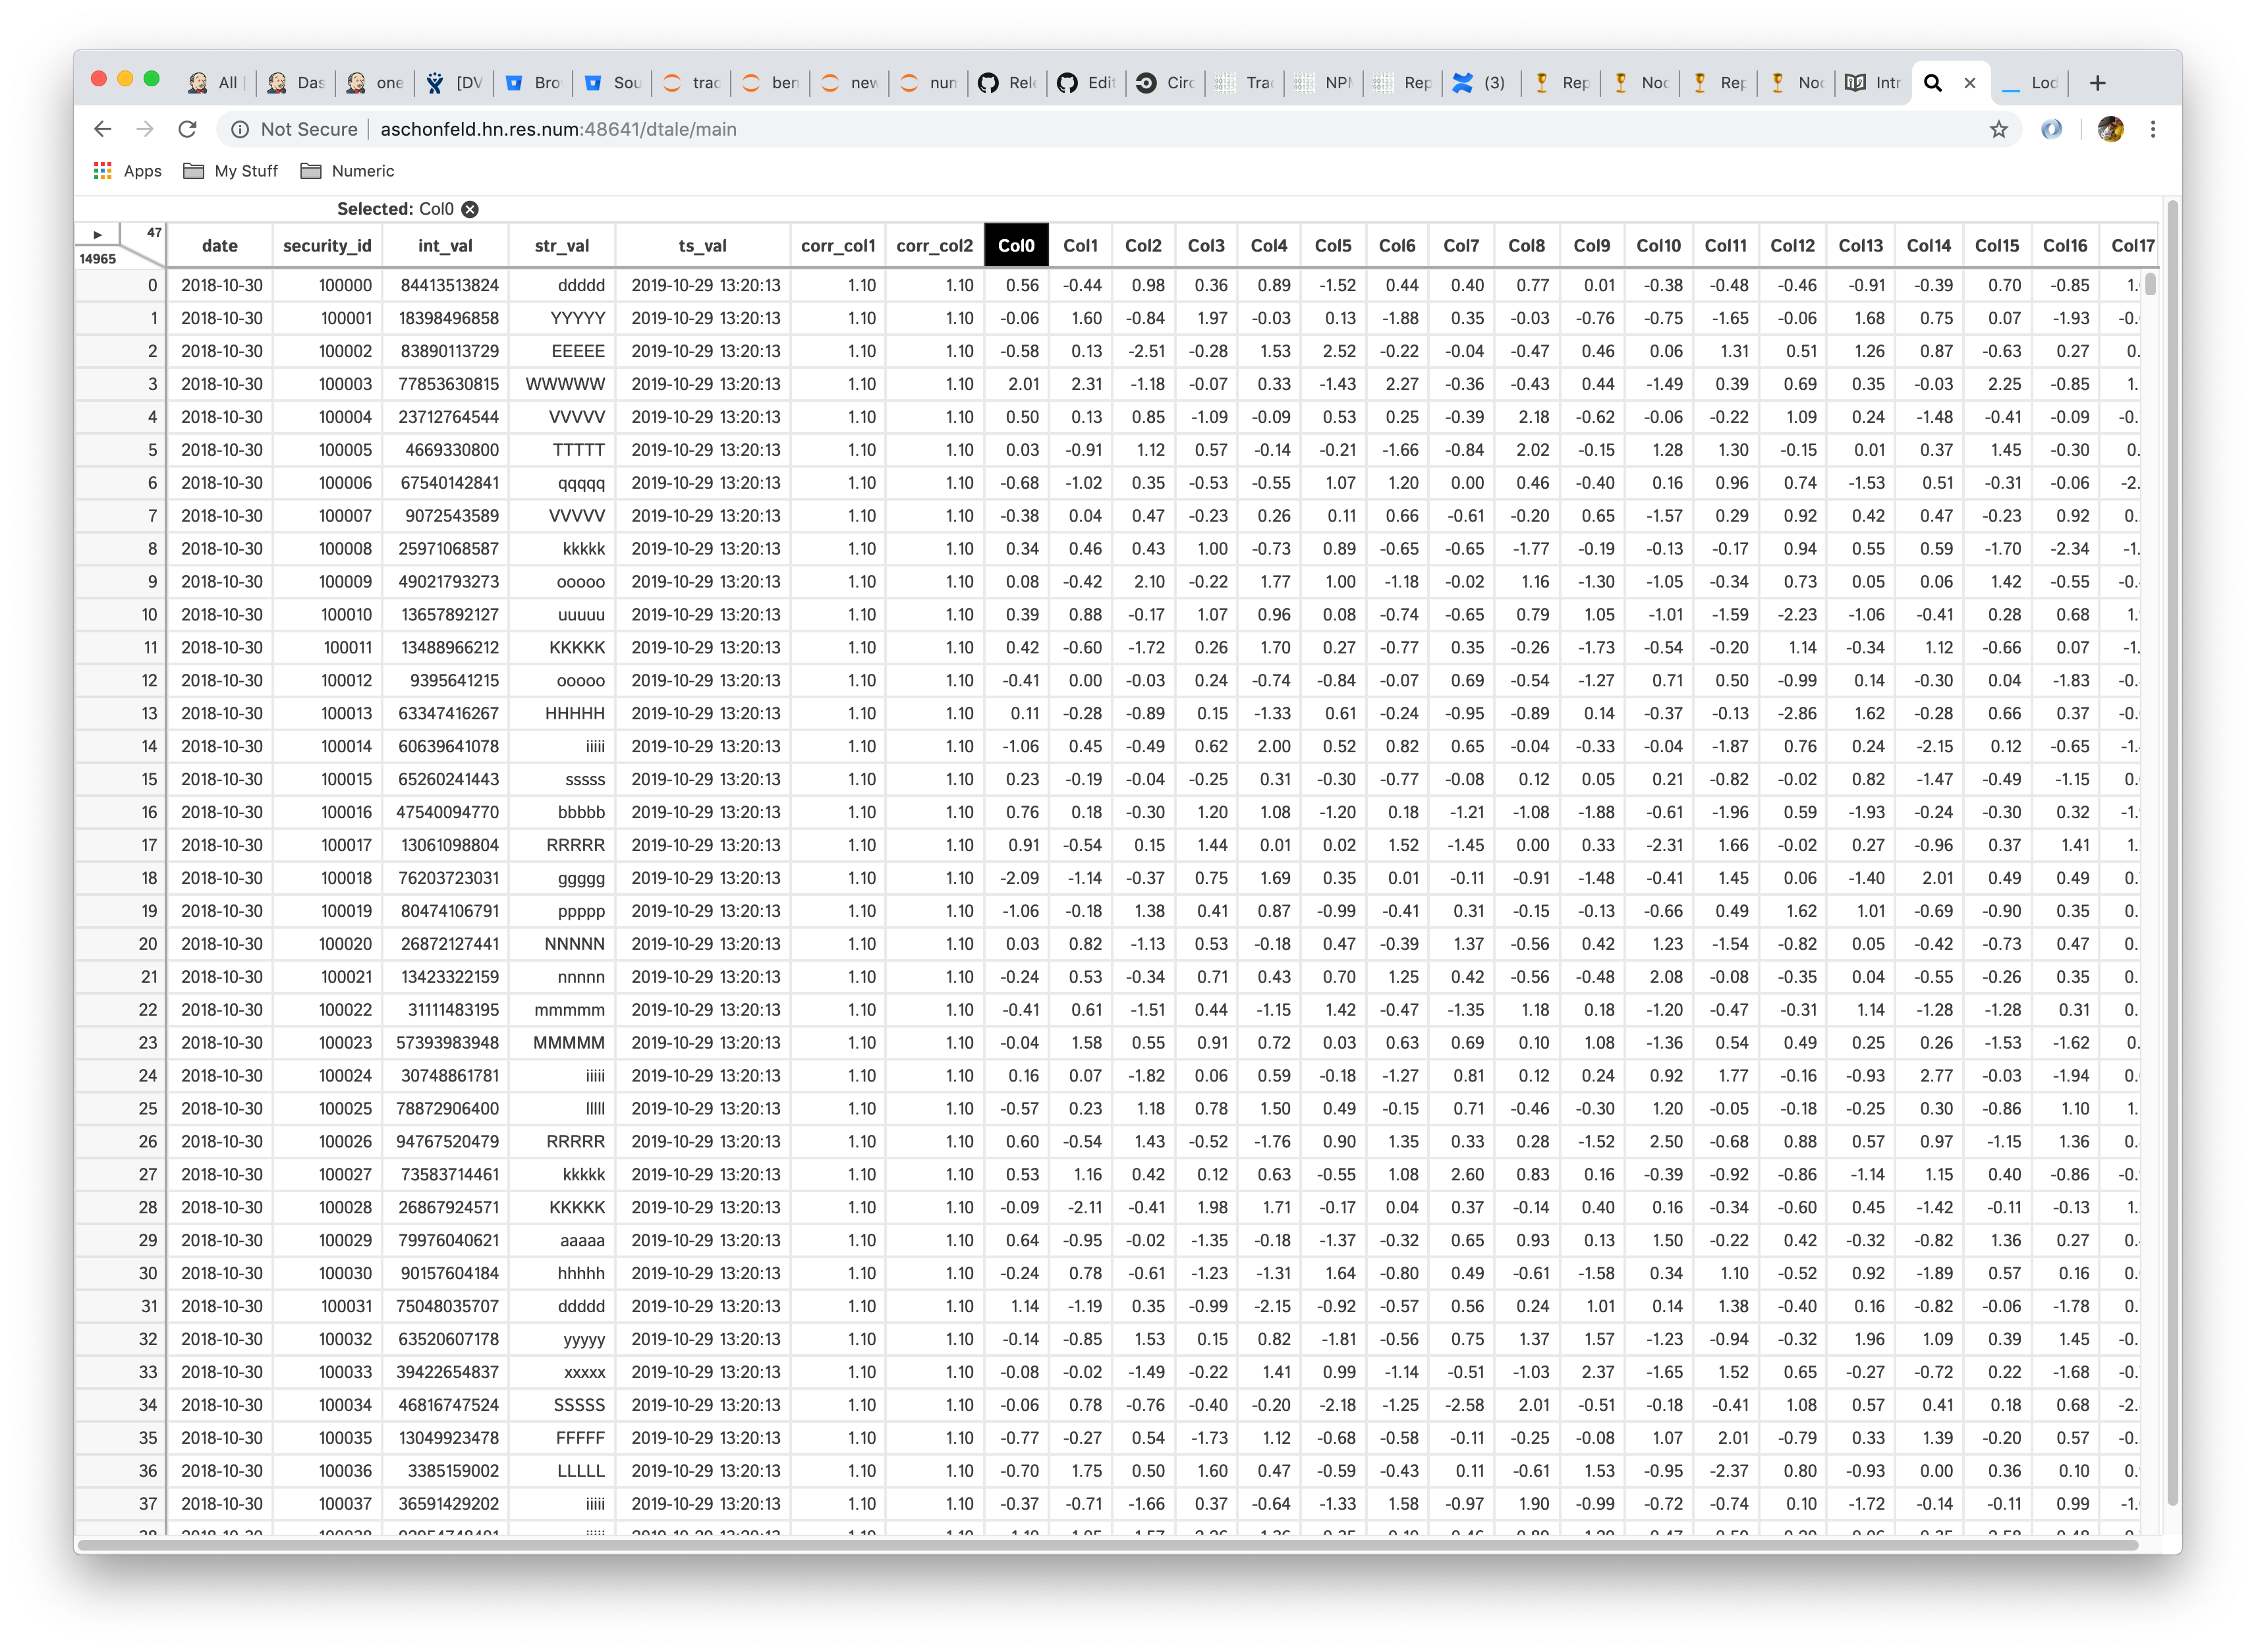 All Das one [DV Bro Sou trac ben new nun Rele Edit Circ Trac NPM Rep (3) Rep Noc Rep Noc Intr Lod
Not Secure aschonfeld.hn.res.num:48641/dtale/main
Apps My Stuff Numeric
Selected: Col0
47 14965 date security_id int_val str_val ts_val corr_col1 corr_col2 Col0 Col1 Col2 Col3 Col4 Col5 Col6 Col7 Col8 Col9 Col10 Col11 Col12 Col13 Col14 Col15 Col16 Col17
0 2018-10-30 100000 84413513824 ddddd 2019-10-29 13:20:13 1.10 1.10 0.56 -0.44 0.98 0.36 0.89 -1.52 0.44 0.40 0.77 0.01 -0.38 -0.48 -0.46 -0.91 -0.39 0.70 -0.85 1.
1 2018-10-30 100001 18398496858 YYYYY 2019-10-29 13:20:13 1.10 1.10 -0.06 1.60 -0.84 1.97 -0.03 0.13 -1.88 0.35 -0.03 -0.76 -0.75 -1.65 -0.06 1.68 0.75 0.07 -1.93 -0.
2 2018-10-30 100002 83890113729 EEEEE 2019-10-29 13:20:13 1.10 1.10 -0.58 0.13 -2.51 -0.28 1.53 2.52 -0.22 -0.04 -0.47 0.46 0.06 1.31 0.51 1.26 0.87 -0.63 0.27 0.
3 2018-10-30 100003 77853630815 WWWWW 2019-10-29 13:20:13 1.10 1.10 2.01 2.31 -1.18 -0.07 0.33 -1.43 2.27 -0.36 -0.43 0.44 -1.49 0.39 0.69 0.35 -0.03 2.25 -0.85 1.
4 2018-10-30 100004 23712764544 VVVVV 2019-10-29 13:20:13 1.10 1.10 0.50 0.13 0.85 -1.09 -0.09 0.53 0.25 -0.39 2.18 -0.62 -0.06 -0.22 1.09 0.24 -1.48 -0.41 -0.09 -0.
5 2018-10-30 100005 4669330800 TTTTT 2019-10-29 13:20:13 1.10 1.10 0.03 -0.91 1.12 0.57 -0.14 -0.21 -1.66 -0.84 2.02 -0.15 1.28 1.30 -0.15 0.01 0.37 1.45 -0.30 0.
6 2018-10-30 100006 67540142841 qqqqq 2019-10-29 13:20:13 1.10 1.10 -0.68 -1.02 0.35 -0.53 -0.55 1.07 1.20 0.00 0.46 -0.40 0.16 0.96 0.74 -1.53 0.51 -0.31 -0.06 -2.
7 2018-10-30 100007 9072543589 VVVVV 2019-10-29 13:20:13 1.10 1.10 -0.38 0.04 0.47 -0.23 0.26 0.11 0.66 -0.61 -0.20 0.65 -1.57 0.29 0.92 0.42 0.47 -0.23 0.92 0.
8 2018-10-30 100008 25971068587 kkkkk 2019-10-29 13:20:13 1.10 1.10 0.34 0.46 0.43 1.00 -0.73 0.89 -0.65 -0.65 -1.77 -0.19 -0.13 -0.17 0.94 0.55 0.59 -1.70 -2.34 -1.
9 2018-10-30 100009 49021793273 ooooo 2019-10-29 13:20:13 1.10 1.10 0.08 -0.42 2.10 -0.22 1.77 1.00 -1.18 -0.02 1.16 -1.30 -1.05 -0.34 0.73 0.05 0.06 1.42 -0.55 -0.
10 2018-10-30 100010 13657892127 uuuuu 2019-10-29 13:20:13 1.10 1.10 0.39 0.88 -0.17 1.07 0.96 0.08 -0.74 -0.65 0.79 1.05 -1.01 -1.59 -2.23 -1.06 -0.41 0.28 0.68 1.
11 2018-10-30 100011 13488966212 KKKKK 2019-10-29 13:20:13 1.10 1.10 0.42 -0.60 -1.72 0.26 1.70 0.27 -0.77 0.35 -0.26 -1.73 -0.54 -0.20 1.14 -0.34 1.12 -0.66 0.07 -1.
12 2018-10-30 100012 9395641215 ooooo 2019-10-29 13:20:13 1.10 1.10 -0.41 0.00 -0.03 0.24 -0.74 -0.84 -0.07 0.69 -0.54 -1.27 0.71 0.50 -0.99 0.14 -0.30 0.04 -1.83 -0.
13 2018-10-30 100013 63347416267 HHHHH 2019-10-29 13:20:13 1.10 1.10 0.11 -0.28 -0.89 0.15 -1.33 0.61 -0.24 -0.95 -0.89 0.14 -0.37 -0.13 -2.86 1.62 -0.28 0.66 0.37 -0.
14 2018-10-30 100014 60639641078 iiiii 2019-10-29 13:20:13 1.10 1.10 -1.06 0.45 -0.49 0.62 2.00 0.52 0.82 0.65 -0.04 -0.33 -0.04 -1.87 0.76 0.24 -2.15 0.12 -0.65 -1.
15 2018-10-30 100015 65260241443 sssss 2019-10-29 13:20:13 1.10 1.10 0.23 -0.19 -0.04 -0.25 0.31 -0.30 -0.77 -0.08 0.12 0.05 0.21 -0.82 -0.02 0.82 -1.47 -0.49 -1.15 0.
16 2018-10-30 100016 47540094770 bbbbb 2019-10-29 13:20:13 1.10 1.10 0.76 0.18 -0.30 1.20 1.08 -1.20 0.18 -1.21 -1.08 -1.88 -0.61 -1.96 0.59 -1.93 -0.24 -0.30 0.32 -1.
17 2018-10-30 100017 13061098804 RRRRR 2019-10-29 13:20:13 1.10 1.10 0.91 -0.54 0.15 1.44 0.01 0.02 1.52 -1.45 0.00 0.33 -2.31 1.66 -0.02 0.27 -0.96 0.37 1.41 1.
18 2018-10-30 100018 76203723031 ggggg 2019-10-29 13:20:13 1.10 1.10 -2.09 -1.14 -0.37 0.75 1.69 0.35 0.01 -0.11 -0.91 -1.48 -0.41 1.45 0.06 -1.40 2.01 0.49 0.49 0.
19 2018-10-30 100019 80474106791 ppppp 2019-10-29 13:20:13 1.10 1.10 -1.06 -0.18 1.38 0.41 0.87 -0.99 -0.41 0.31 -0.15 -0.13 -0.66 0.49 1.62 1.01 -0.69 -0.90 0.35 0.
20 2018-10-30 100020 26872127441 NNNNN 2019-10-29 13:20:13 1.10 1.10 0.03 0.82 -1.13 0.53 -0.18 0.47 -0.39 1.37 -0.56 0.42 1.23 -1.54 -0.82 0.05 -0.42 -0.73 0.47 0.
21 2018-10-30 100021 13423322159 nnnnn 2019-10-29 13:20:13 1.10 1.10 -0.24 0.53 -0.34 0.71 0.43 0.70 1.25 0.42 -0.56 -0.48 2.08 -0.08 -0.35 0.04 -0.55 -0.26 0.35 0.
22 2018-10-30 100022 31111483195 mmmmm 2019-10-29 13:20:13 1.10 1.10 -0.41 0.61 -1.51 0.44 -1.15 1.42 -0.47 -1.35 1.18 0.18 -1.20 -0.47 -0.31 1.14 -1.28 -1.28 0.31 0.
23 2018-10-30 100023 57393983948 MMMMM 2019-10-29 13:20:13 1.10 1.10 -0.04 1.58 0.55 0.91 0.72 0.03 0.63 0.69 0.10 1.08 -1.36 0.54 0.49 0.25 0.26 -1.53 -1.62 0.
24 2018-10-30 100024 30748861781 iiiii 2019-10-29 13:20:13 1.10 1.10 0.16 0.07 -1.82 0.06 0.59 -0.18 -1.27 0.81 0.12 0.24 0.92 1.77 -0.16 -0.93 2.77 -0.03 -1.94 0.
25 2018-10-30 100025 78872906400 lllll 2019-10-29 13:20:13 1.10 1.10 -0.57 0.23 1.18 0.78 1.50 0.49 -0.15 0.71 -0.46 -0.30 1.20 -0.05 -0.18 -0.25 0.30 -0.86 1.10 1.
26 2018-10-30 100026 94767520479 RRRRR 2019-10-29 13:20:13 1.10 1.10 0.60 -0.54 1.43 -0.52 -1.76 0.90 1.35 0.33 0.28 -1.52 2.50 -0.68 0.88 0.57 0.97 -1.15 1.36 0.
27 2018-10-30 100027 73583714461 kkkkk 2019-10-29 13:20:13 1.10 1.10 0.53 1.16 0.42 0.12 0.63 -0.55 1.08 2.60 0.83 0.16 -0.39 -0.92 -0.86 -1.14 1.15 0.40 -0.86 -0.
28 2018-10-30 100028 26867924571 KKKKK 2019-10-29 13:20:13 1.10 1.10 -0.09 -2.11 -0.41 1.98 1.71 -0.17 0.04 0.37 -0.14 0.40 0.16 -0.34 -0.60 0.45 -1.42 -0.11 -0.13 1.
29 2018-10-30 100029 79976040621 aaaaa 2019-10-29 13:20:13 1.10 1.10 0.64 -0.95 -0.02 -1.35 -0.18 -1.37 -0.32 0.65 0.93 0.13 1.50 -0.22 0.42 -0.32 -0.82 1.36 0.27 0.
30 2018-10-30 100030 90157604184 hhhhh 2019-10-29 13:20:13 1.10 1.10 -0.24 0.78 -0.61 -1.23 -1.31 1.64 -0.80 0.49 -0.61 -1.58 0.34 1.10 -0.52 0.92 -1.89 0.57 0.16 0.
31 2018-10-30 100031 75048035707 ddddd 2019-10-29 13:20:13 1.10 1.10 1.14 -1.19 0.35 -0.99 -2.15 -0.92 -0.57 0.56 0.24 1.01 0.14 1.38 -0.40 0.16 -0.82 -0.06 -1.78 0.
32 2018-10-30 100032 63520607178 yyyyy 2019-10-29 13:20:13 1.10 1.10 -0.14 -0.85 1.53 0.15 0.82 -1.81 -0.56 0.75 1.37 1.57 -1.23 -0.94 -0.32 1.96 1.09 0.39 1.45 -0.
33 2018-10-30 100033 39422654837 xxxxx 2019-10-29 13:20:13 1.10 1.10 -0.08 -0.02 -1.49 -0.22 1.41 0.99 -1.14 -0.51 -1.03 2.37 -1.65 1.52 0.65 -0.27 -0.72 0.22 -1.68 -0.
34 2018-10-30 100034 46816747524 SSSSS 2019-10-29 13:20:13 1.10 1.10 -0.06 0.78 -0.76 -0.40 -0.20 -2.18 -1.25 -2.58 2.01 -0.51 -0.18 -0.41 1.08 0.57 0.41 0.18 0.68 -2.
35 2018-10-30 100035 13049923478 FFFFF 2019-10-29 13:20:13 1.10 1.10 -0.77 -0.27 0.54 -1.73 1.12 -0.68 -0.58 -0.11 -0.25 -0.08 1.07 2.01 -0.79 0.33 1.39 -0.20 0.57 -0.
36 2018-10-30 100036 3385159002 LLLLL 2019-10-29 13:20:13 1.10 1.10 -0.70 1.75 0.50 1.60 0.47 -0.59 -0.43 0.11 -0.61 1.53 -0.95 -2.37 0.80 -0.93 0.00 0.36 0.10 0.
37 2018-10-30 100037 36591429202 iiiii 2019-10-29 13:20:13 1.10 1.10 -0.37 -0.71 -1.66 0.37 -0.64 -1.33 1.58 -0.97 1.90 -0.99 -0.72 -0.74 0.10 -1.72 -0.14 -0.11 0.99 -1.